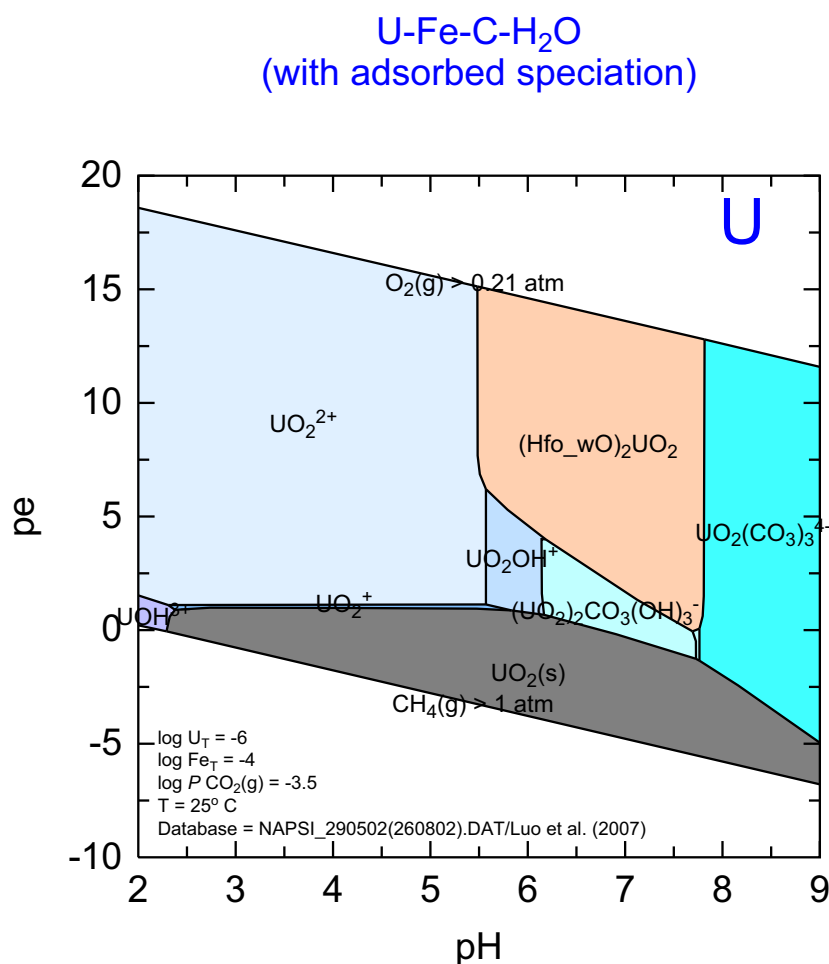 U-Fe-C-H₂O
(with adsorbed speciation)
U
20
15
10
5
0
-5
-10
pe
O₂(g) > 0.21 atm
UO₂²⁺
(Hfo_wO)₂UO₂
UO₂(CO₃)₃⁴⁻
UO₂OH⁺
UO₂⁺
(UO₂)₂CO₃(OH)₃⁻
UOH³⁺
UO₂(s)
CH₄(g) > 1 atm
log U_T = -6
log Fe_T = -4
log P CO₂(g) = -3.5
T = 25° C
Database = NAPSI_290502(260802).DAT/Luo et al. (2007)
2 3 4 5 6 7 8 9
pH